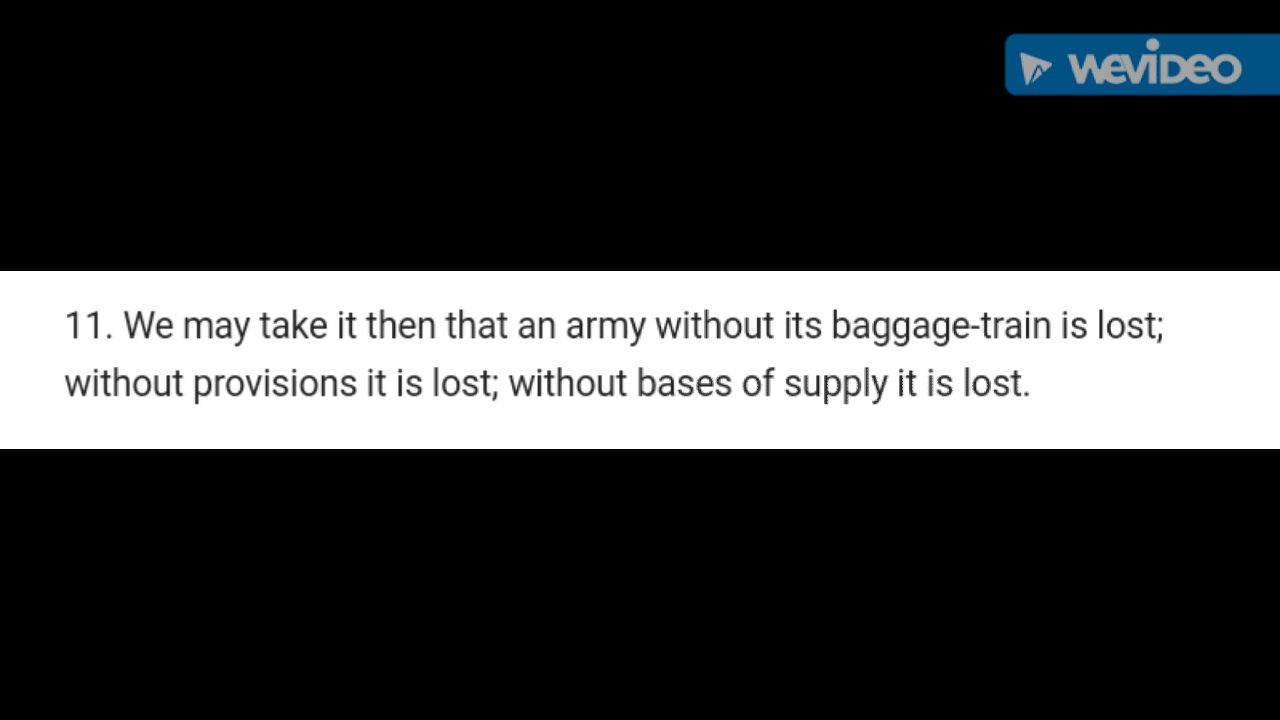 WeVideo
11. We may take it then that an army without its baggage-train is lost;
without provisions it is lost; without bases of supply it is lost.